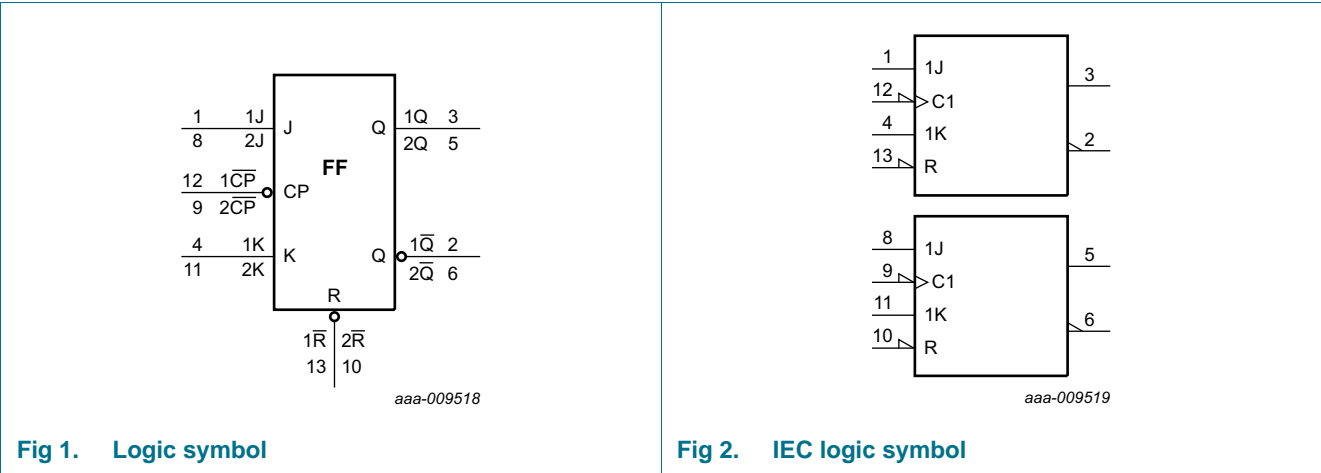 1 1J J Q 1Q 3
8 2J 2Q 5
FF
12 1C̅P̅ CP
9 2C̅P̅
4 1K K Q 1Q̅ 2
11 2K 2Q̅ 6
R
1R̅ 2R̅
13 10
aaa-009518
Fig 1. Logic symbol
1 1J 3
12 C1
4 1K 2
13 R
8 1J 5
9 C1
11 1K 6
10 R
aaa-009519
Fig 2. IEC logic symbol